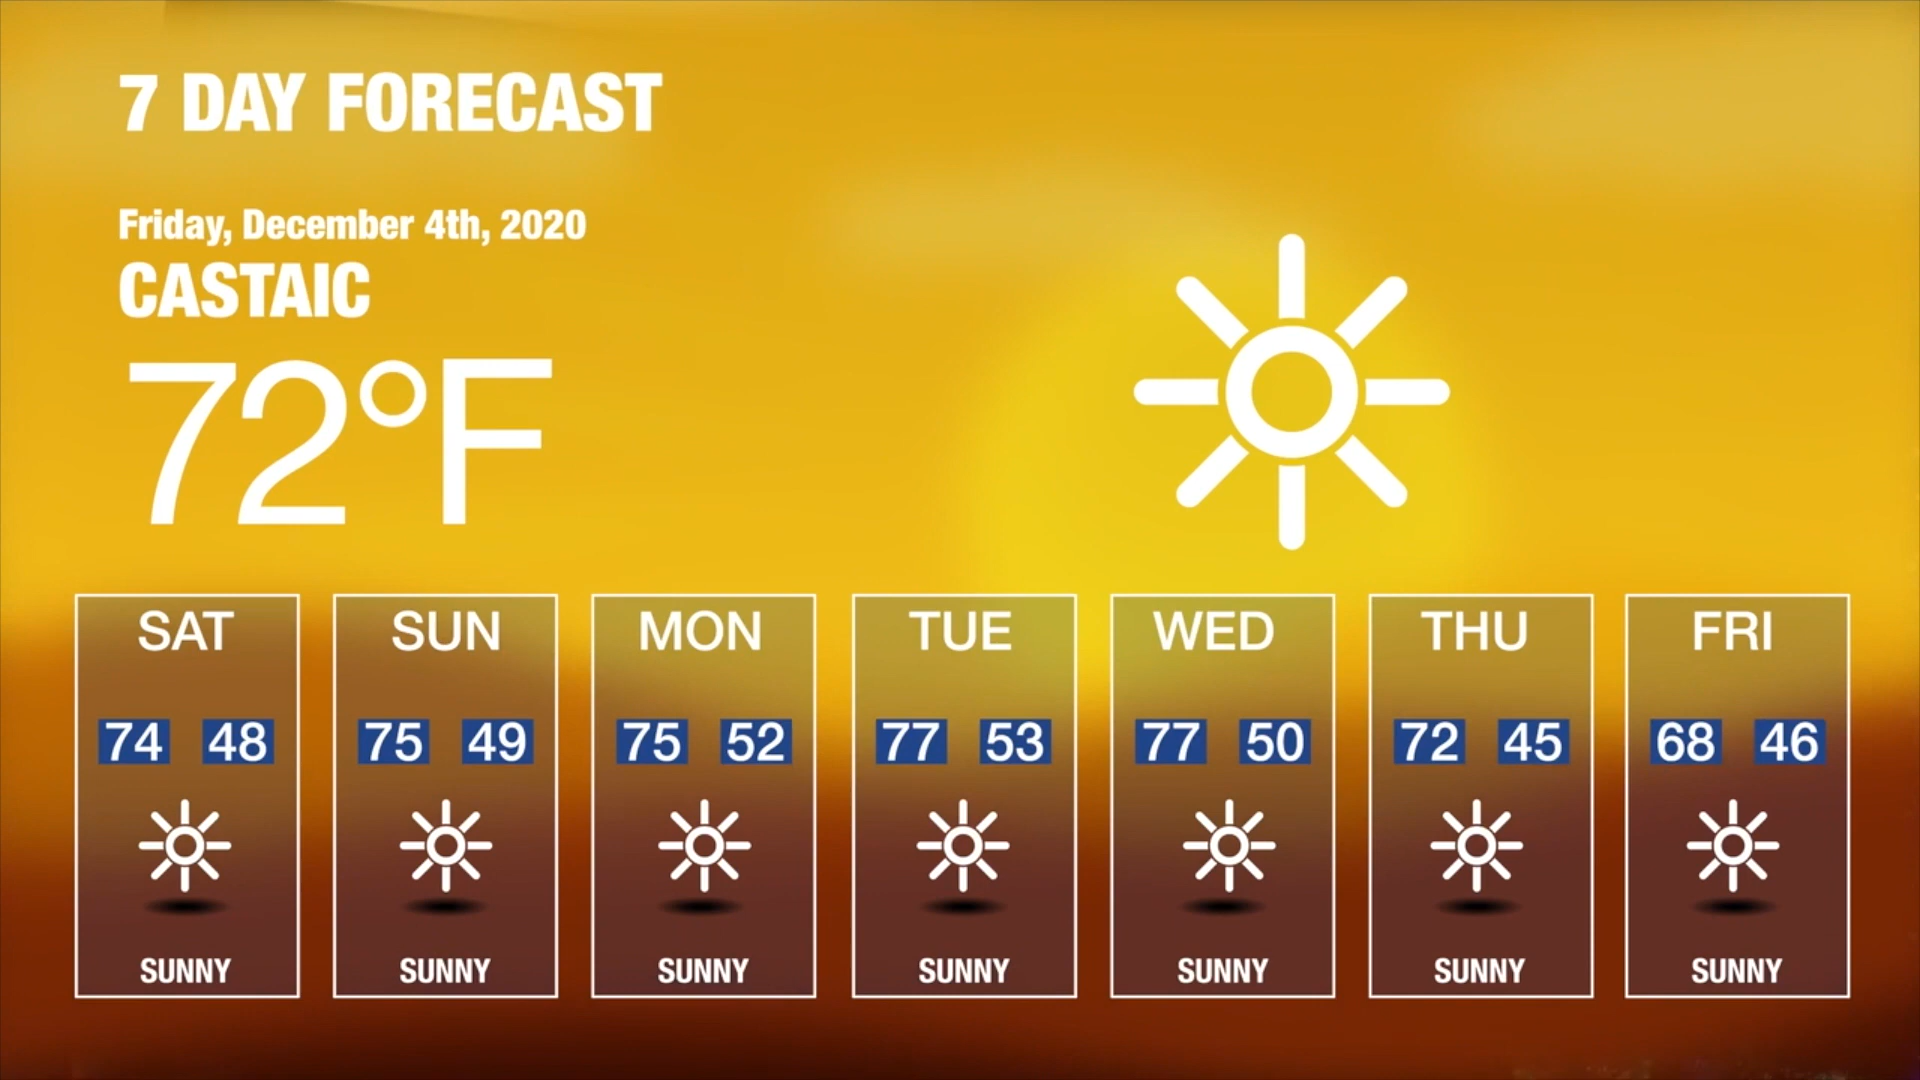 7 DAY FORECAST
Friday, December 4th, 2020
CASTAIC
72°F
SAT SUN MON TUE WED THU FRI
74 48 75 49 75 52 77 53 77 50 72 45 68 46
SUNNY SUNNY SUNNY SUNNY SUNNY SUNNY SUNNY